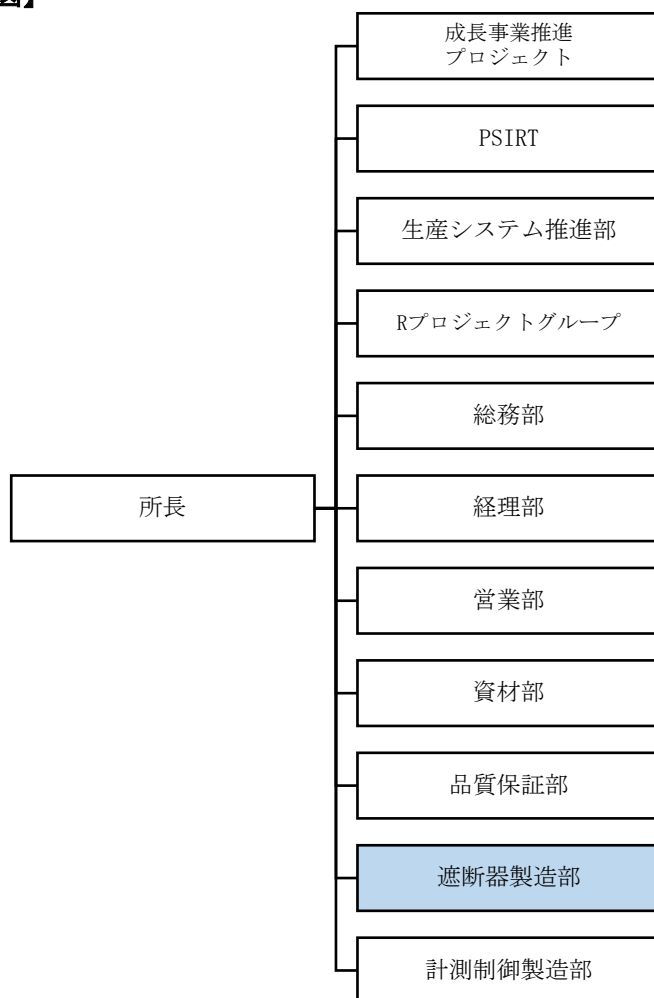 図】
成長事業推進
プロジェクト
PSIRT
生産システム推進部
Rプロジェクトグループ
総務部
所長
経理部
営業部
資材部
品質保証部
遮断器製造部
計測制御製造部